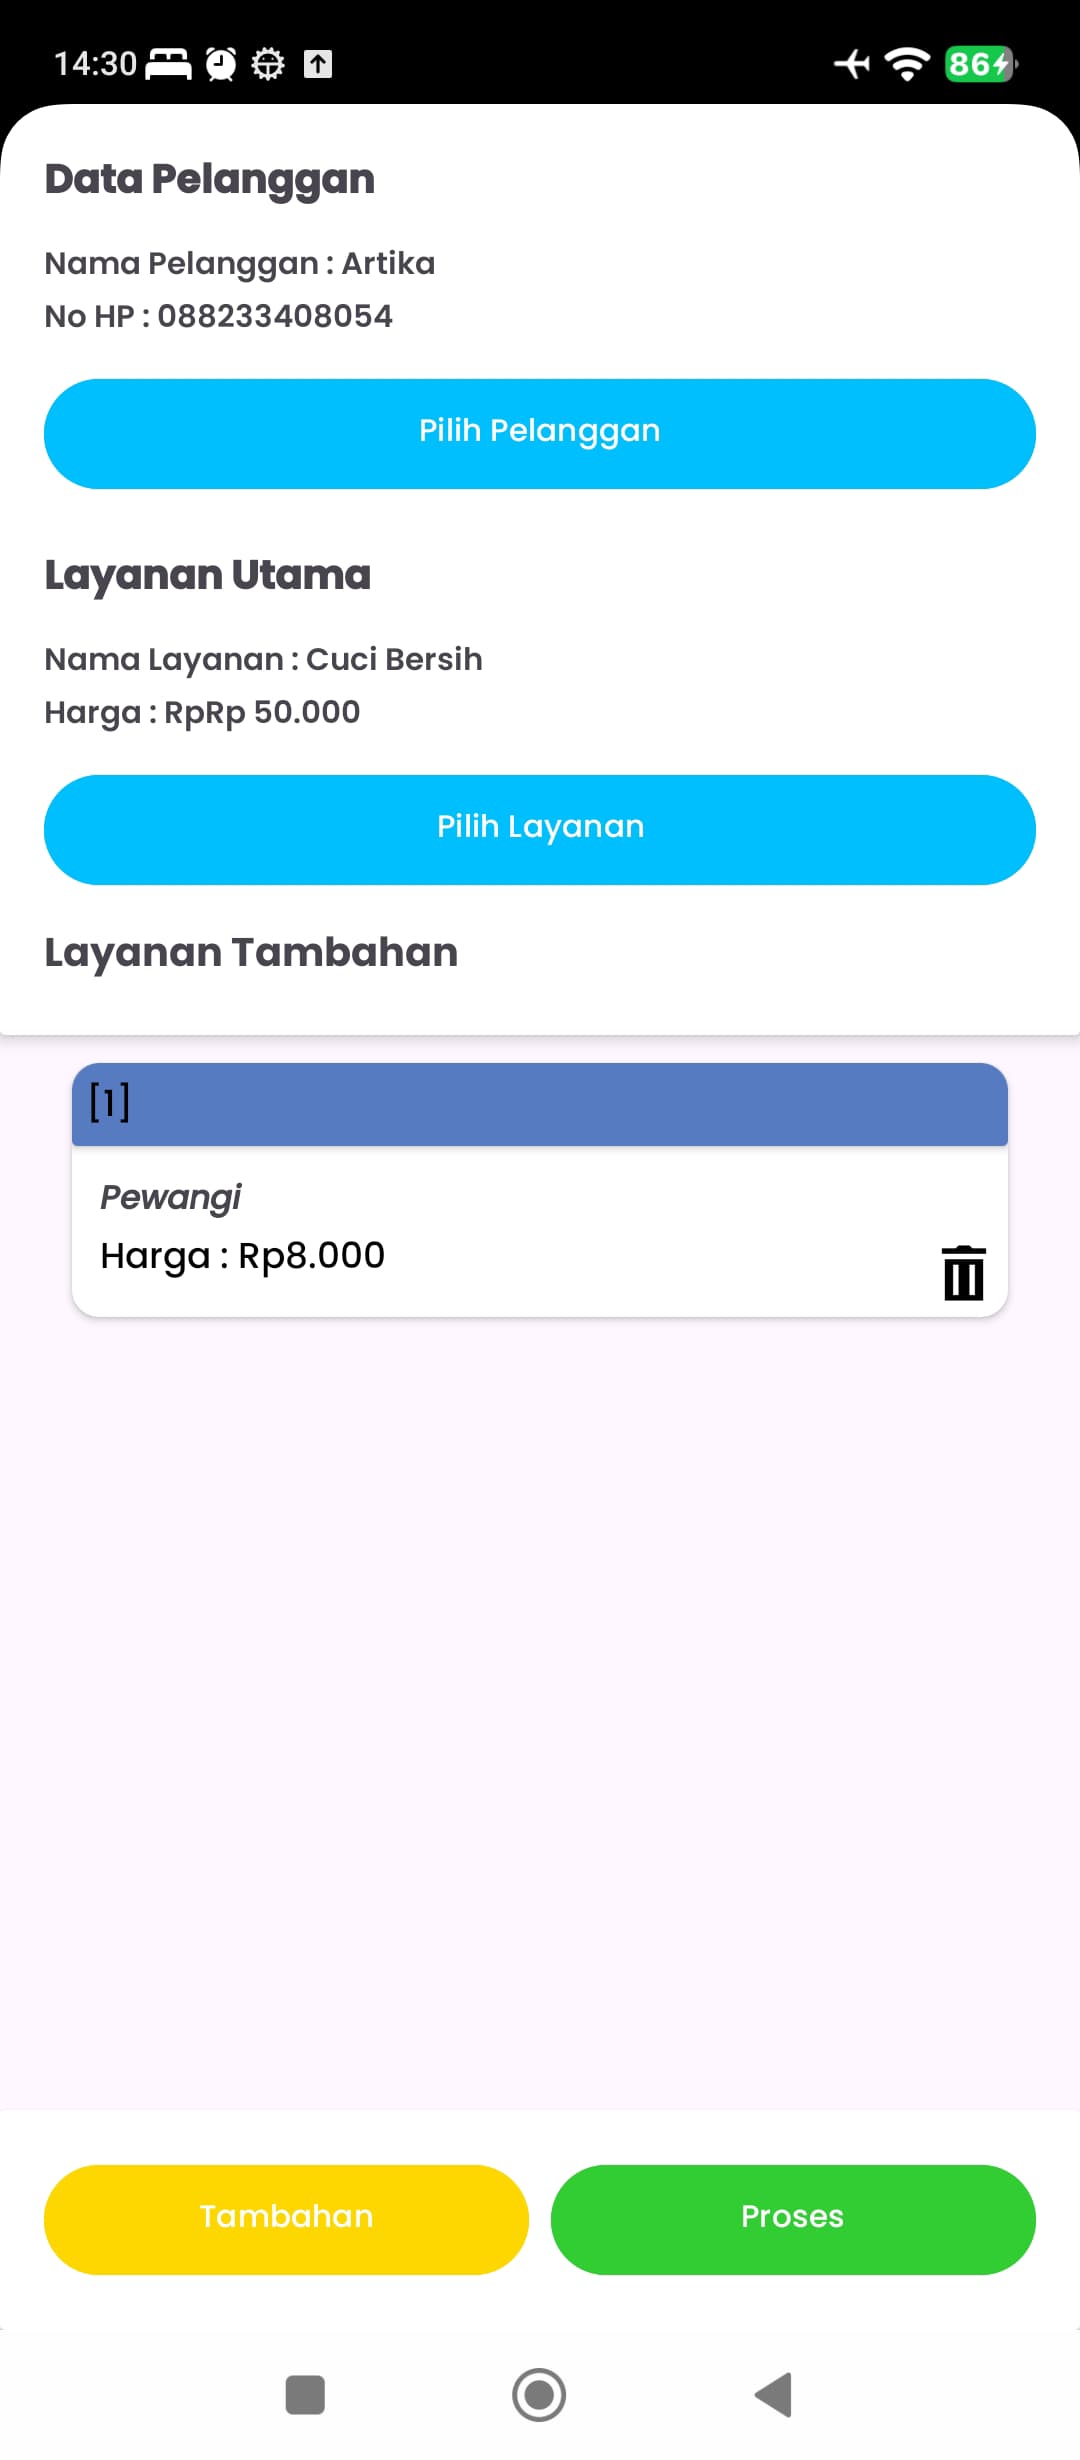 14:30
86
Data Pelanggan
Nama Pelanggan : Artika
No HP : 088233408054
Pilih Pelanggan
Layanan Utama
Nama Layanan : Cuci Bersih
Harga : RpRp 50.000
Pilih Layanan
Layanan Tambahan
[1]
Pewangi
Harga : Rp8.000
Tambahan
Proses